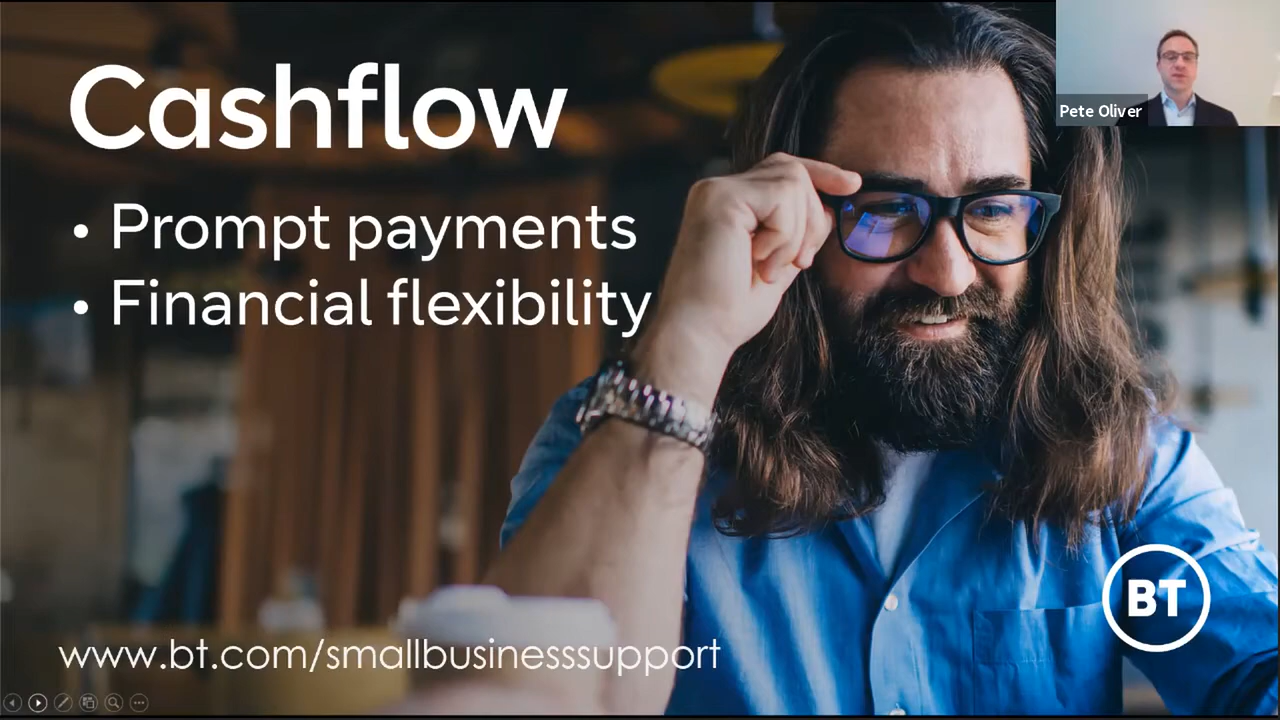 Cashflow
Pete Oliver
• Prompt payments
• Financial flexibility
BT
www.bt.com/smallbusinesssupport